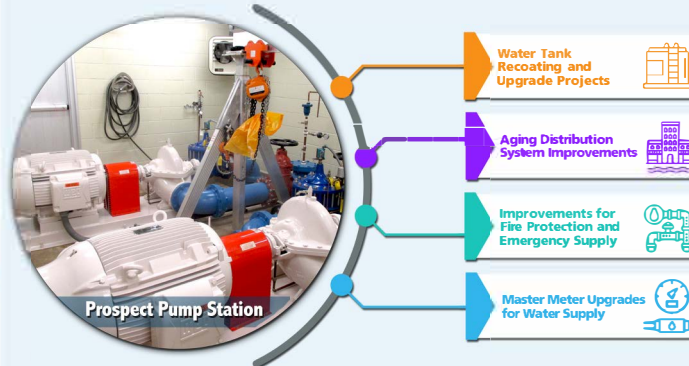 Water Tank
Recoating and
Upgrade Projects
Aging Distribution
System Improvements
Improvements for
Fire Protection and
Emergency Supply
Master Meter Upgrades
for Water Supply
Prospect Pump Station